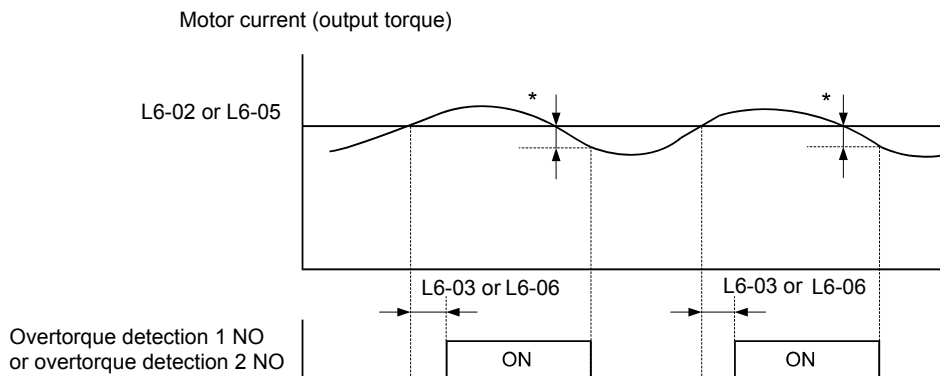 Motor current (output torque)
L6-02 or L6-05
*
*
L6-03 or L6-06
L6-03 or L6-06
Overtorque detection 1 NO
or overtorque detection 2 NO
ON
ON